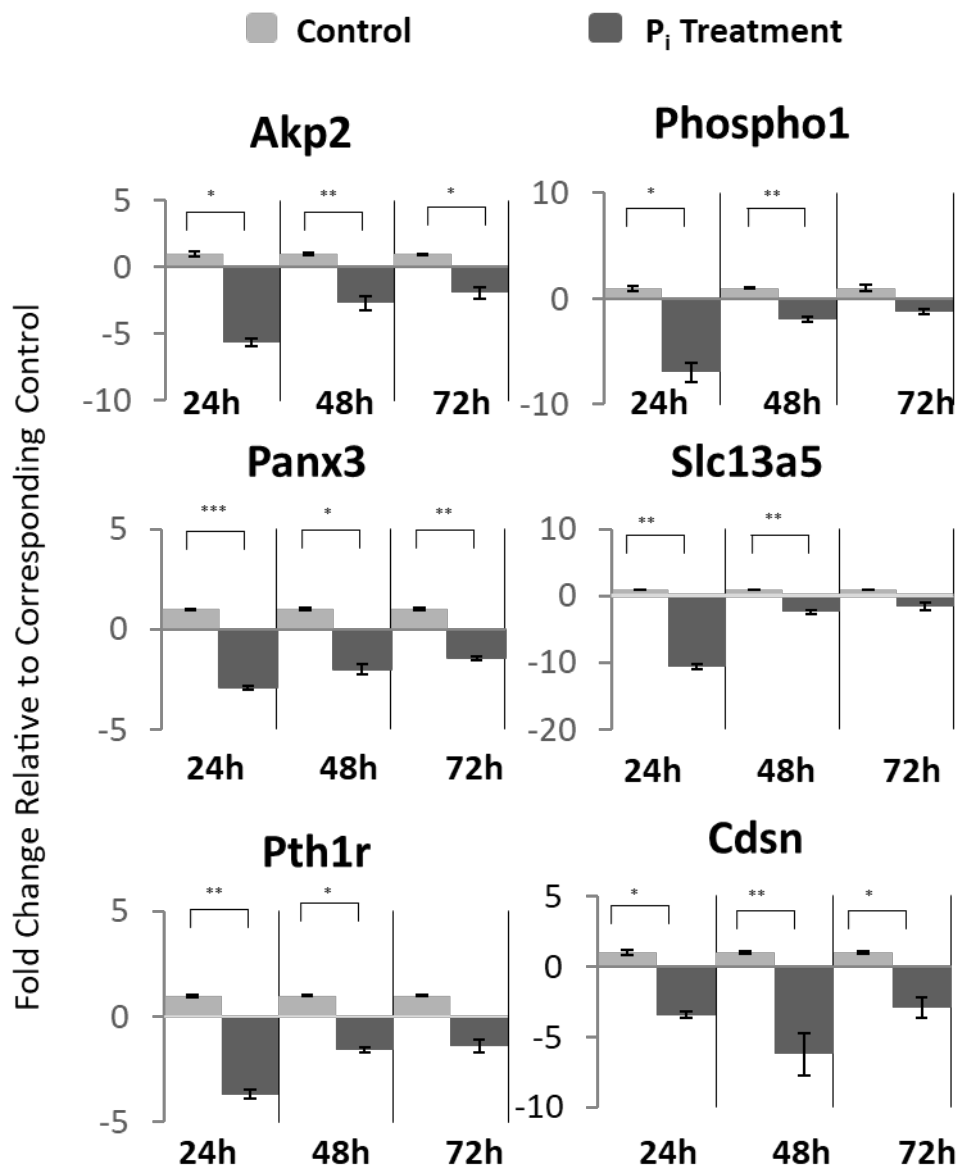 Control
Pi Treatment
Fold Change Relative to Corresponding Control
Akp2
5
0
-5
-10
* ** *
24h 48h 72h
Phospho1
10
0
-10
* **
24h 48h 72h
Panx3
5
0
-5
*** * **
24h 48h 72h
Slc13a5
10
0
-10
-20
** **
24h 48h 72h
Pth1r
5
0
-5
** *
24h 48h 72h
Cdsn
5
0
-5
-10
* ** *
24h 48h 72h